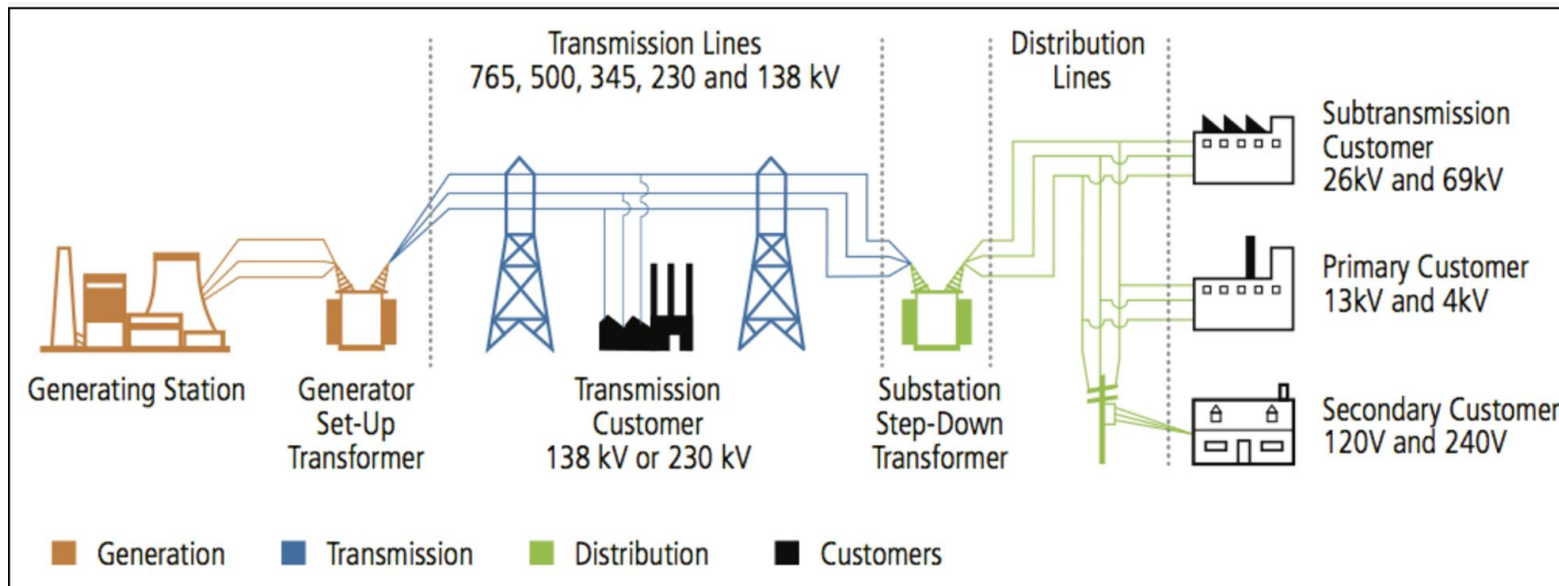 Transmission Lines
765, 500, 345, 230 and 138 kV
Distribution
Lines
Subtransmission
Customer
26kV and 69kV
Primary Customer
13kV and 4kV
Secondary Customer
120V and 240V
Generating Station
Generator
Set-Up
Transformer
Transmission
Customer
138 kV or 230 kV
Substation
Step-Down
Transformer
Generation
Transmission
Distribution
Customers